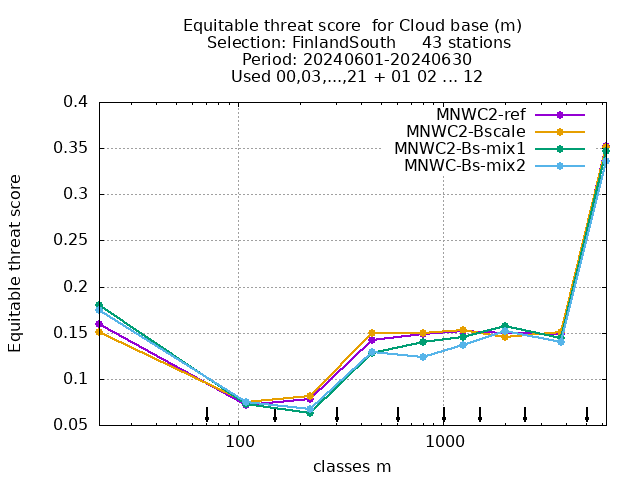 Equitable threat score  for Cloud base (m)
Selection: FinlandSouth     43 stations
Period: 20240601-20240630
Used 00,03,...,21 + 01 02 ... 12
MNWC2-ref
MNWC2-Bscale
MNWC2-Bs-mix1
MNWC-Bs-mix2
0.4
0.35
0.3
0.25
0.2
0.15
0.1
0.05
Equitable threat score
100
1000
classes m